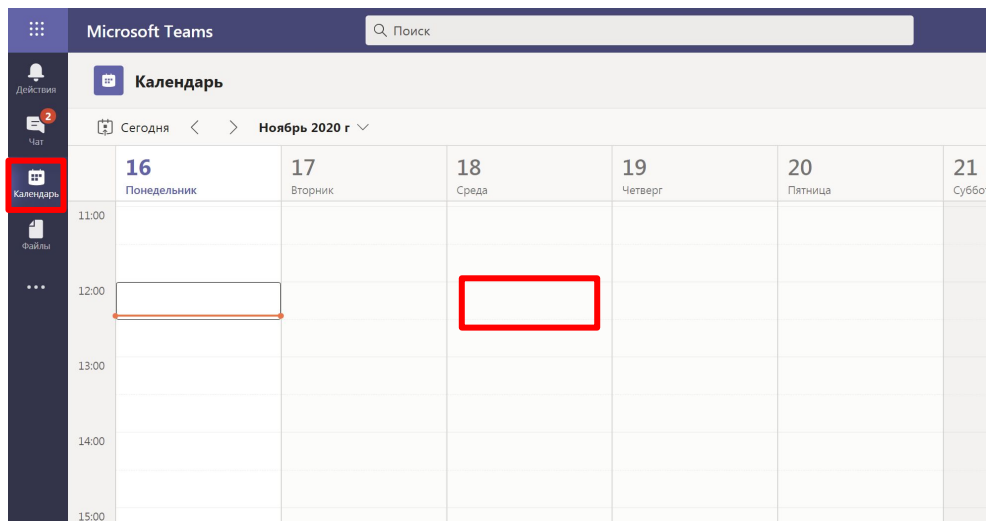 Microsoft Teams
Поиск
Действия
2
Чат
Календарь
Файлы
Календарь
Сегодня
Ноябрь 2020 г
16
Понедельник
17
Вторник
18
Среда
19
Четверг
20
Пятница
21
11:00
12:00
13:00
14:00
15:00